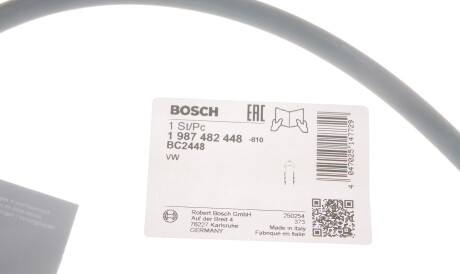 BOSCH
EAC
1 St/Pc
1 987 482 448 -810
BC2448
VW
4 047025 147729
Robert Bosch GmbH
Auf der Breit 4
76227 Karlsruhe
GERMANY
250254
373
Made in Italy
Fabriqué en Italie